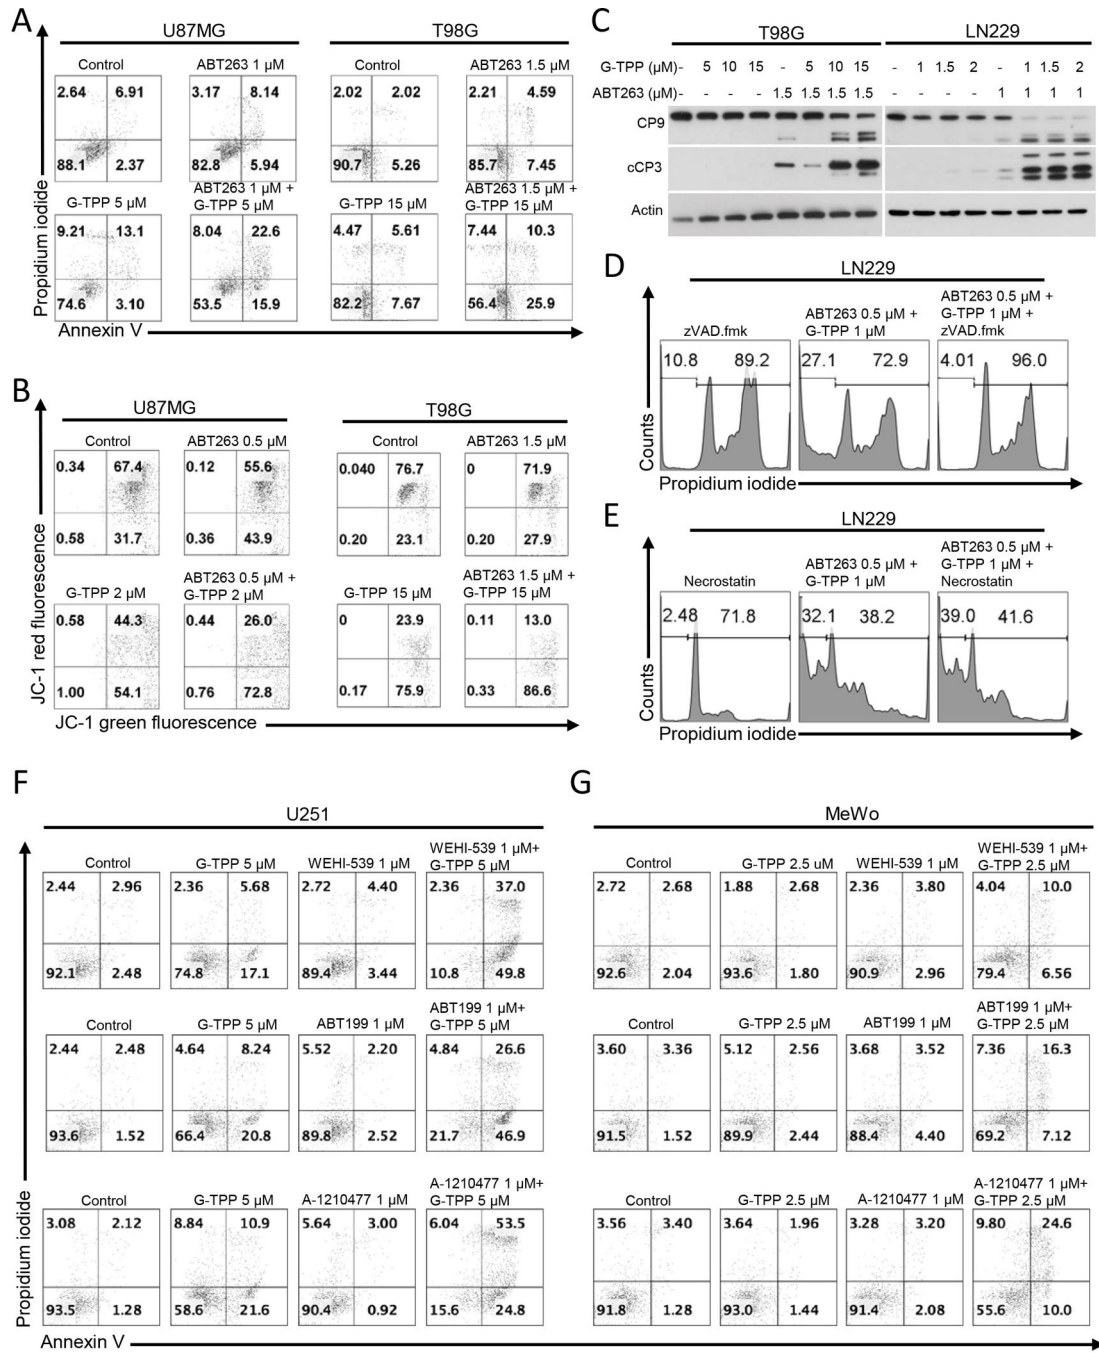 A
U87MG
T98G
Control
ABT263 1 µM
Control
ABT263 1.5 µM
2.64 6.91
3.17 8.14
2.02 2.02
2.21 4.59
88.1 2.37
82.8 5.94
90.7 5.26
85.7 7.45
G-TPP 5 µM
ABT263 1 µM +
G-TPP 5 µM
G-TPP 15 µM
ABT263 1.5 µM +
G-TPP 15 µM
9.21 13.1
8.04 22.6
4.47 5.61
7.44 10.3
74.6 3.10
53.5 15.9
82.2 7.67
56.4 25.9
Propidium iodide
Annexin V
B
U87MG
T98G
Control
ABT263 0.5 µM
Control
ABT263 1.5 µM
0.34 67.4
0.12 55.6
0.040 76.7
0 71.9
0.58 31.7
0.36 43.9
0.20 23.1
0.20 27.9
G-TPP 2 µM
ABT263 0.5 µM +
G-TPP 2 µM
G-TPP 15 µM
ABT263 1.5 µM +
G-TPP 15 µM
0.58 44.3
0.44 26.0
0 23.9
0.11 13.0
1.00 54.1
0.76 72.8
0.17 75.9
0.33 86.6
JC-1 red fluorescence
JC-1 green fluorescence
C
T98G
LN229
G-TPP (µM) - 5 10 15 - 5 10 15 - 1 1.5 2 - 1 1.5 2
ABT263 (µM) - 1.5 1.5 1.5 1.5 1 1 1 1
CP9
cCP3
Actin
D
LN229
zVAD.fmk
ABT263 0.5 µM +
G-TPP 1 µM
ABT263 0.5 µM +
G-TPP 1 µM +
zVAD.fmk
10.8 89.2
27.1 72.9
4.01 96.0
Counts
Propidium iodide
E
LN229
Necrostatin
ABT263 0.5 µM +
G-TPP 1 µM
ABT263 0.5 µM +
G-TPP 1 µM +
Necrostatin
2.48 71.8
32.1 38.2
39.0 41.6
Counts
Propidium iodide
F
U251
Control
G-TPP 5 µM
WEHI-539 1 µM
WEHI-539 1 µM+
G-TPP 5 µM
2.44 2.96
2.36 5.68
2.72 4.40
2.36 37.0
92.1 2.48
74.8 17.1
89.4 3.44
10.8 49.8
Control
G-TPP 5 µM
ABT199 1 µM
ABT199 1 µM+
G-TPP 5 µM
2.44 2.48
4.64 8.24
5.52 2.20
4.84 26.6
93.6 1.52
66.4 20.8
89.8 2.52
21.7 46.9
Control
G-TPP 5 µM
A-1210477 1 µM
A-1210477 1 µM+
G-TPP 5 µM
3.08 2.12
8.84 10.9
5.64 3.00
6.04 53.5
93.5 1.28
58.6 21.6
90.4 0.92
15.6 24.8
Propidium iodide
Annexin V
G
MeWo
Control
G-TPP 2.5 uM
WEHI-539 1 µM
WEHI-539 1 µM+
G-TPP 2.5 µM
2.72 2.68
1.88 2.68
2.36 3.80
4.04 10.0
92.6 2.04
93.6 1.80
90.9 2.96
79.4 6.56
Control
G-TPP 2.5 µM
ABT199 1 µM
ABT199 1 µM+
G-TPP 2.5 µM
3.60 3.36
5.12 2.56
3.68 3.52
7.36 16.3
91.5 1.52
89.9 2.44
88.4 4.40
69.2 7.12
Control
G-TPP 2.5 µM
A-1210477 1 µM
A-1210477 1 µM+
G-TPP 2.5 µM
3.56 3.40
3.64 1.96
3.28 3.20
9.80 24.6
91.8 1.28
93.0 1.44
91.4 2.08
55.6 10.0